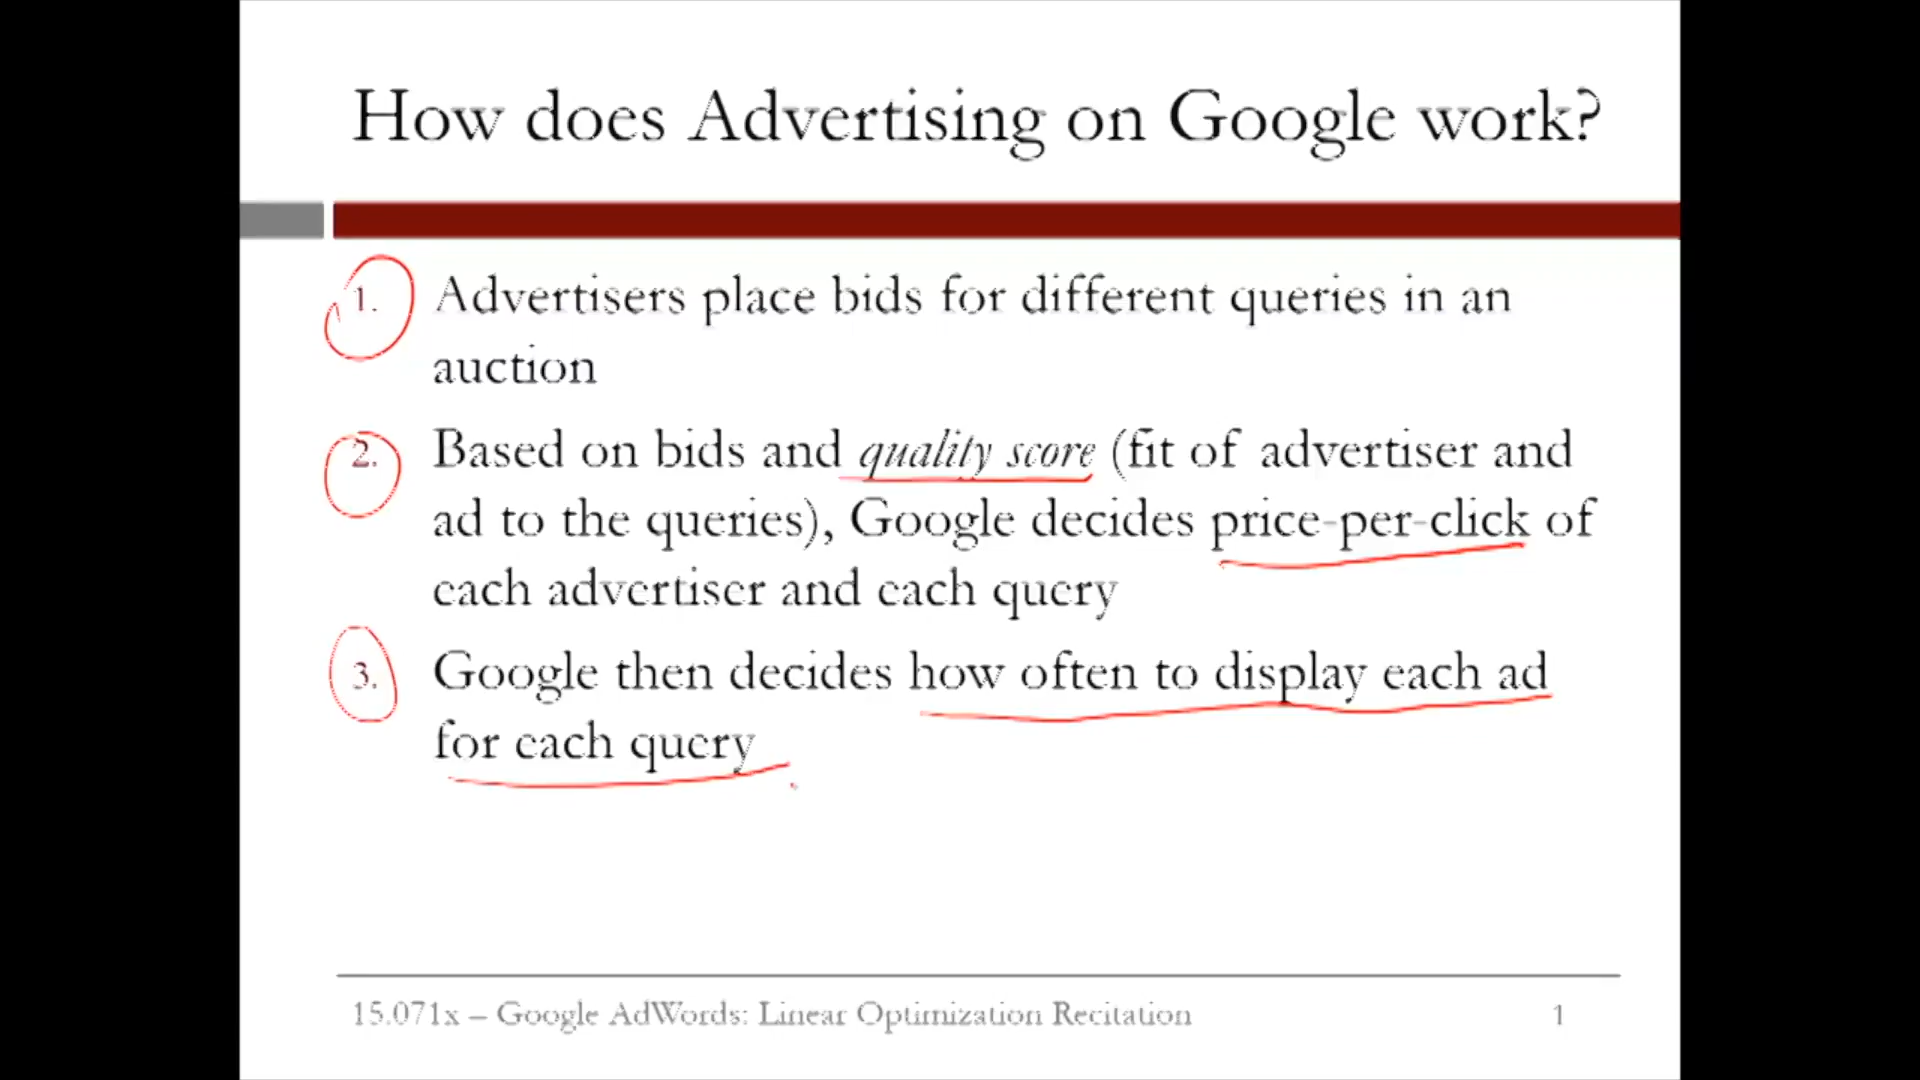 How does Advertising on Google work?
1. Advertisers place bids for different queries in an
auction
2. Based on bids and quality score (fit of advertiser and
ad to the queries), Google decides price-per-click of
each advertiser and each query
3. Google then decides how often to display each ad
for each query
15.071x – Google AdWords: Linear Optimization Recitation 1